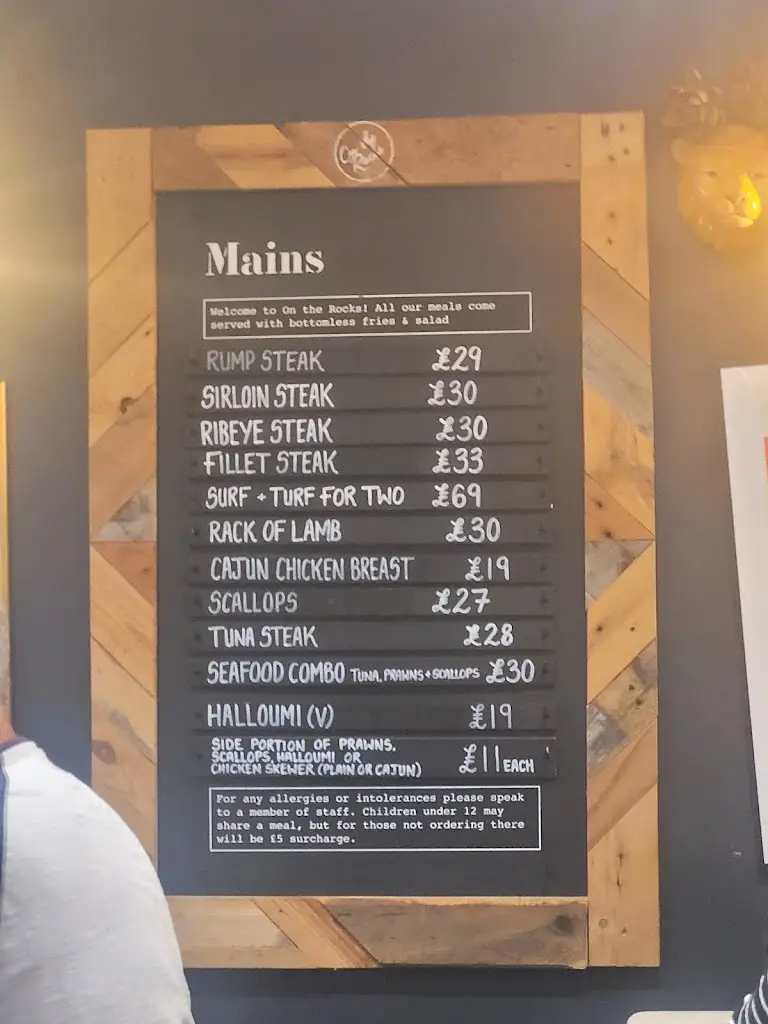 On the Rocks
Mains
Welcome to On the Rocks! All our meals come
served with bottomless fries & salad
RUMP STEAK £29
SIRLOIN STEAK £30
RIBEYE STEAK £30
FILLET STEAK £33
SURF + TURF FOR TWO £69
RACK OF LAMB £30
CAJUN CHICKEN BREAST £19
SCALLOPS £27
TUNA STEAK £28
SEAFOOD COMBO TUNA, PRAWNS + SCALLOPS £30
HALLOUMI (V) £19
SIDE PORTION OF PRAWNS,
SCALLOPS, HALLOUMI OR
CHICKEN SKEWER (PLAIN OR CAJUN) £11 EACH
For any allergies or intolerances please speak
to a member of staff. Children under 12 may
share a meal, but for those not ordering there
will be £5 surcharge.